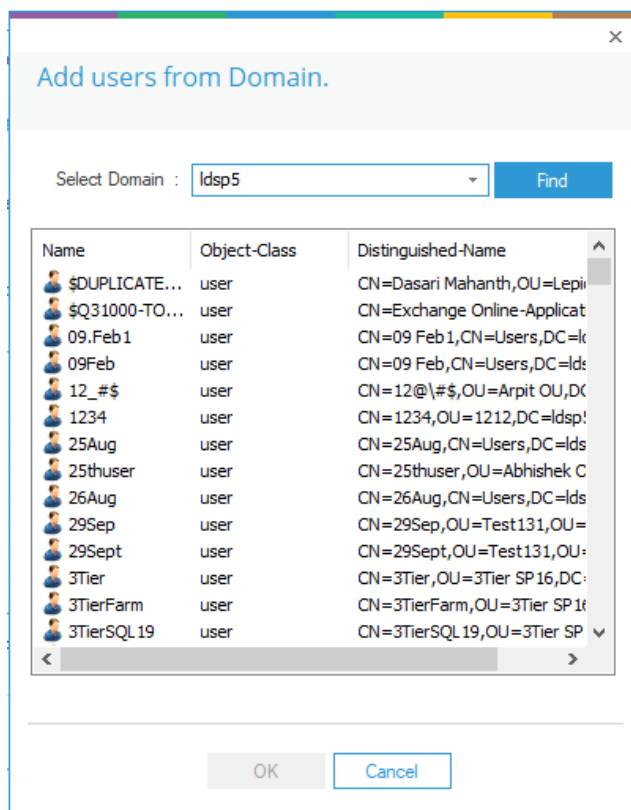 Add users from Domain.
Select Domain : ldsp5 Find
Name Object-Class Distinguished-Name
$DUPLICATE... user CN=Dasari Mahanth,OU=Lepi
$Q31000-TO... user CN=Exchange Online-Applicat
09.Feb1 user CN=09 Feb1,CN=Users,DC=ld
09Feb user CN=09 Feb,CN=Users,DC=lds
12_#$ user CN=12@\#$,OU=Arpit OU,DC
1234 user CN=1234,OU=1212,DC=ldsp5
25Aug user CN=25Aug,CN=Users,DC=lds
25thuser user CN=25thuser,OU=Abhishek O
26Aug user CN=26Aug,CN=Users,DC=lds
29Sep user CN=29Sep,OU=Test131,OU=
29Sept user CN=29Sept,OU=Test131,OU=
3Tier user CN=3Tier,OU=3Tier SP16,DC=
3TierFarm user CN=3TierFarm,OU=3Tier SP16
3TierSQL19 user CN=3TierSQL19,OU=3Tier SP
OK Cancel